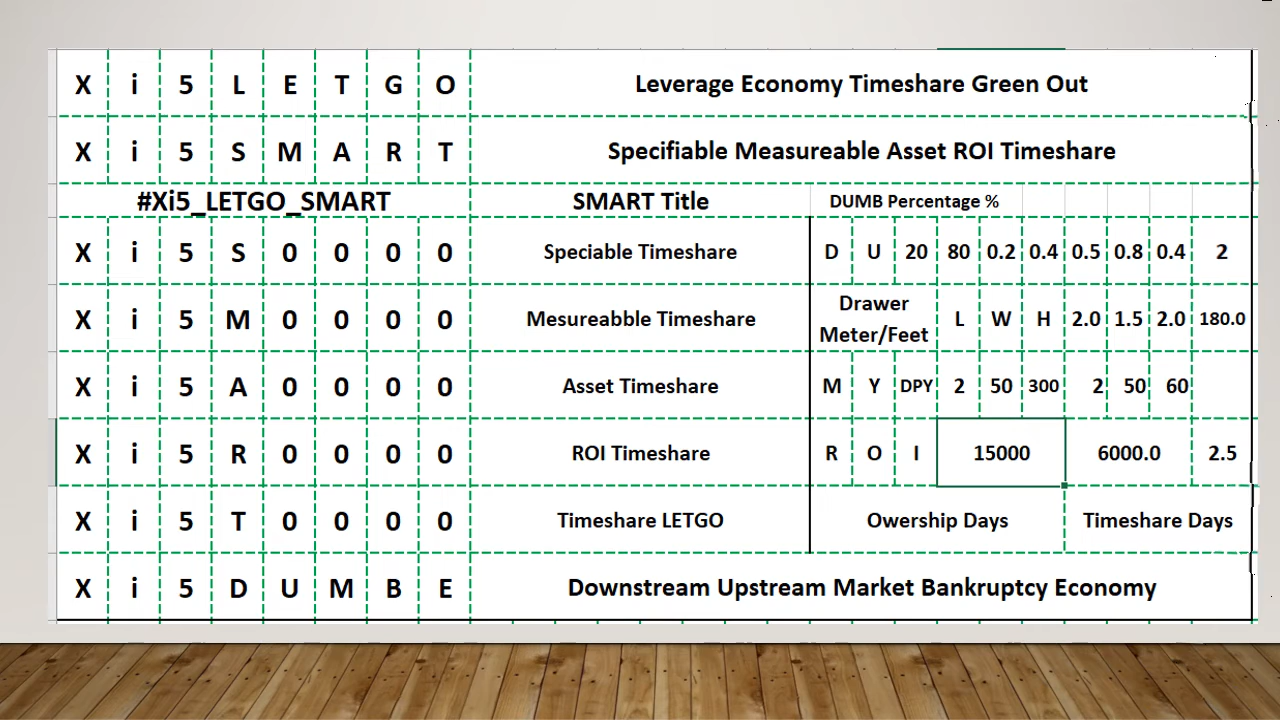 X i 5 L E T G O Leverage Economy Timeshare Green Out
X i 5 S M A R T Specifiable Measureable Asset ROI Timeshare
#Xi5_LETGO_SMART SMART Title DUMB Percentage %
X i 5 S 0 0 0 0 Speciable Timeshare D U 20 80 0.2 0.4 0.5 0.8 0.4 2
X i 5 M 0 0 0 0 Mesureabble Timeshare Drawer Meter/Feet L W H 2.0 1.5 2.0 180.0
X i 5 A 0 0 0 0 Asset Timeshare M Y DPY 2 50 300 2 50 60
X i 5 R 0 0 0 0 ROI Timeshare R O I 15000 6000.0 2.5
X i 5 T 0 0 0 0 Timeshare LETGO Owership Days Timeshare Days
X i 5 D U M B E Downstream Upstream Market Bankruptcy Economy